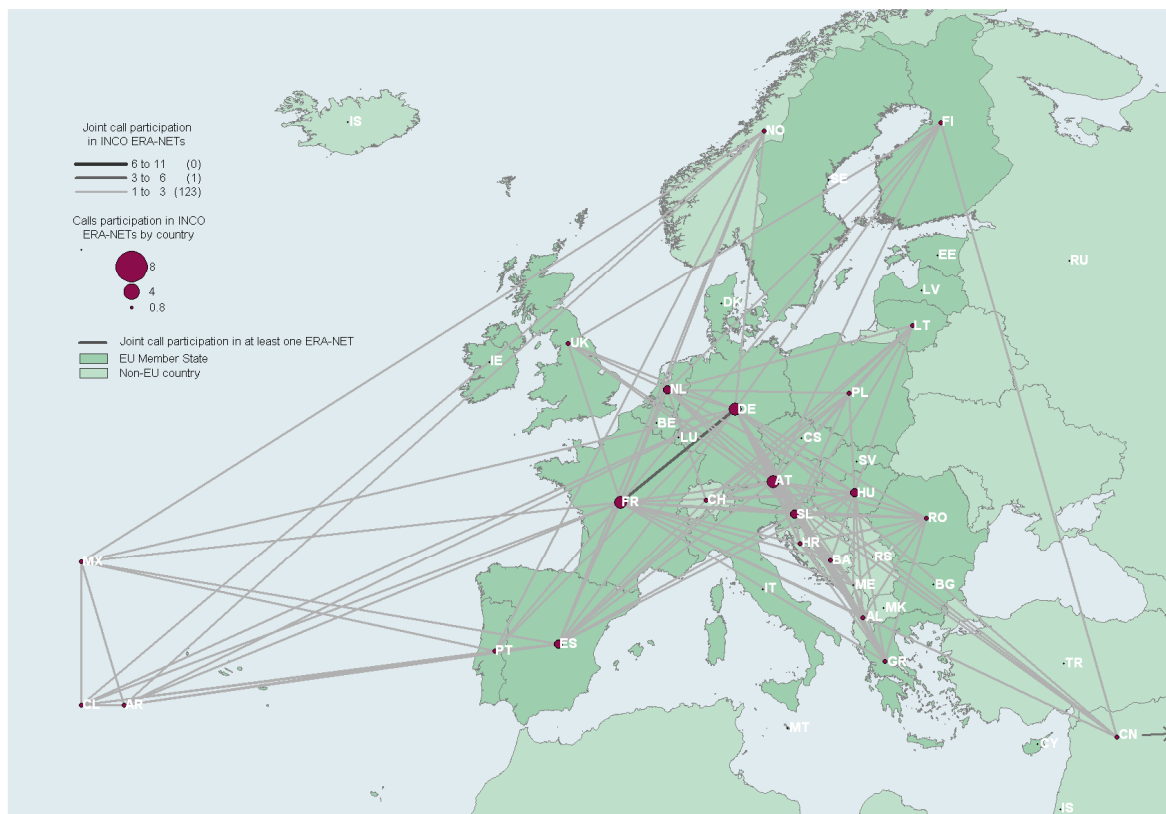 Joint call participation
in INCO ERA-NETs
6 to 11 (0)
3 to 6 (1)
1 to 3 (123)
Calls participation in INCO
ERA-NETs by country
8
4
0.8
Joint call participation in at least one ERA-NET
EU Member State
Non-EU country
IS
NO
FI
SE
EE
RU
LV
DK
LT
UK
IE
NL
PL
DE
BE
LU
CS
SV
AT
HU
FR
CH
SL
RO
HR
RS
BA
MX
IT
ME
BG
MK
AL
ES
PT
GR
TR
CL
AR
MT
CN
CY
IS